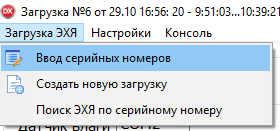 Загрузка №6 от 29.10 16:56: 20 - 9:51:03...10:39:21
Загрузка ЭХЯ Настройки Консоль
Ввод серийных номеров
Создать новую загрузку
Поиск ЭХЯ по серийному номеру